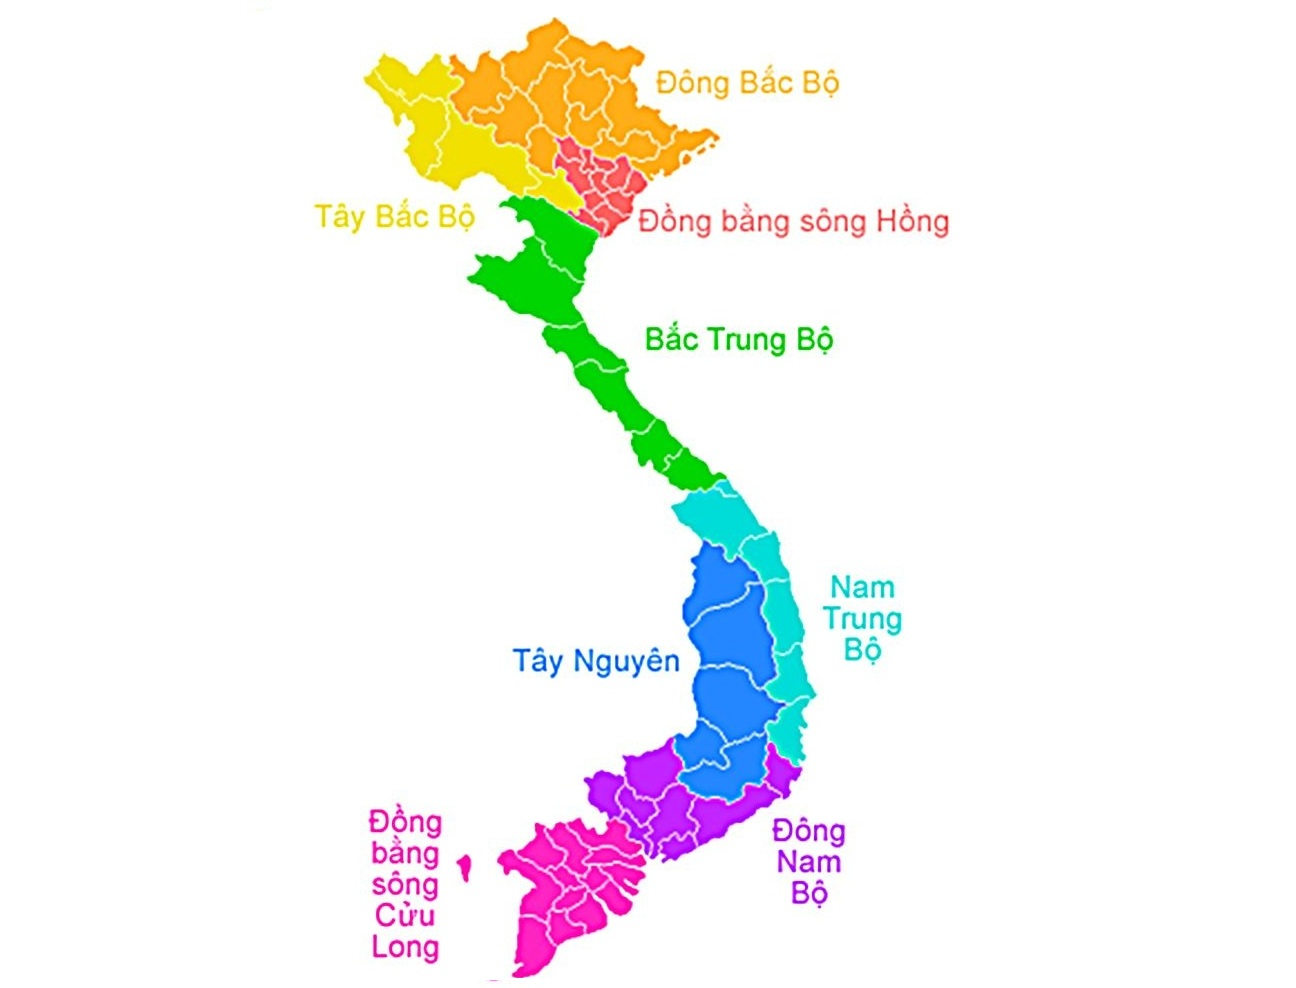 Đông Bắc Bộ
Tây Bắc Bộ
Đồng bằng sông Hồng
Bắc Trung Bộ
Nam
Trung
Bộ
Tây Nguyên
Đồng
bằng
sông
Cửu
Long
Đông
Nam
Bộ